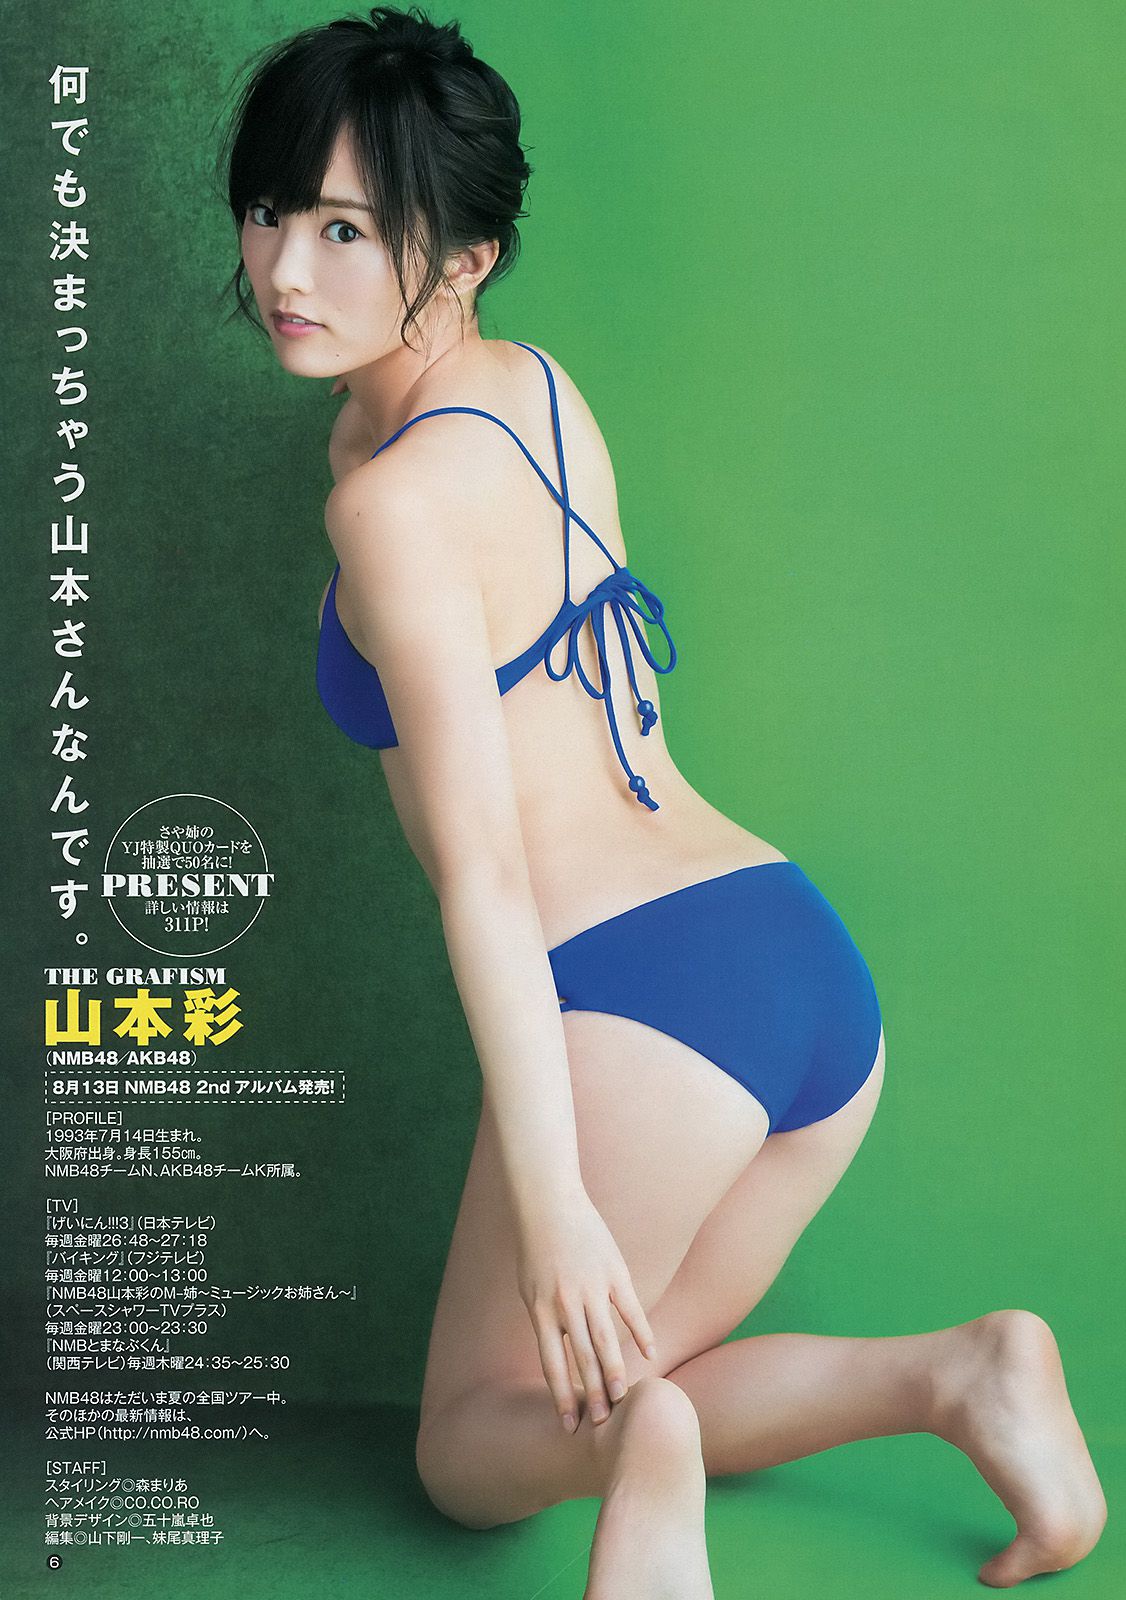 何でも決まっちゃう山本さんなんです。
さや姉の
YJ特製QUOカードを
抽選で50名に!
PRESENT
詳しい情報は
311P!
THE GRAFISM
山本彩
(NMB48/AKB48)
8月13日 NMB48 2nd アルバム発売!
[PROFILE]
1993年7月14日生まれ。
大阪府出身。身長155㎝。
NMB48チームN、AKB48チームK所属。
[TV]
『げいにん!!!3』(日本テレビ)
毎週金曜26:48〜27:18
『バイキング』(フジテレビ)
毎週金曜12:00〜13:00
『NMB48山本彩のM-姉〜ミュージックお姉さん〜』
(スペースシャワーTVプラス)
毎週金曜23:00〜23:30
『NMBとまなぶくん』
(関西テレビ)毎週木曜24:35〜25:30
NMB48はただいま夏の全国ツアー中。
そのほかの最新情報は、
公式HP(http://nmb48.com/)へ。
[STAFF]
スタイリング◎森まりあ
ヘアメイク◎CO.CO.RO
背景デザイン◎五十嵐卓也
編集◎山下剛一、妹尾真理子
6